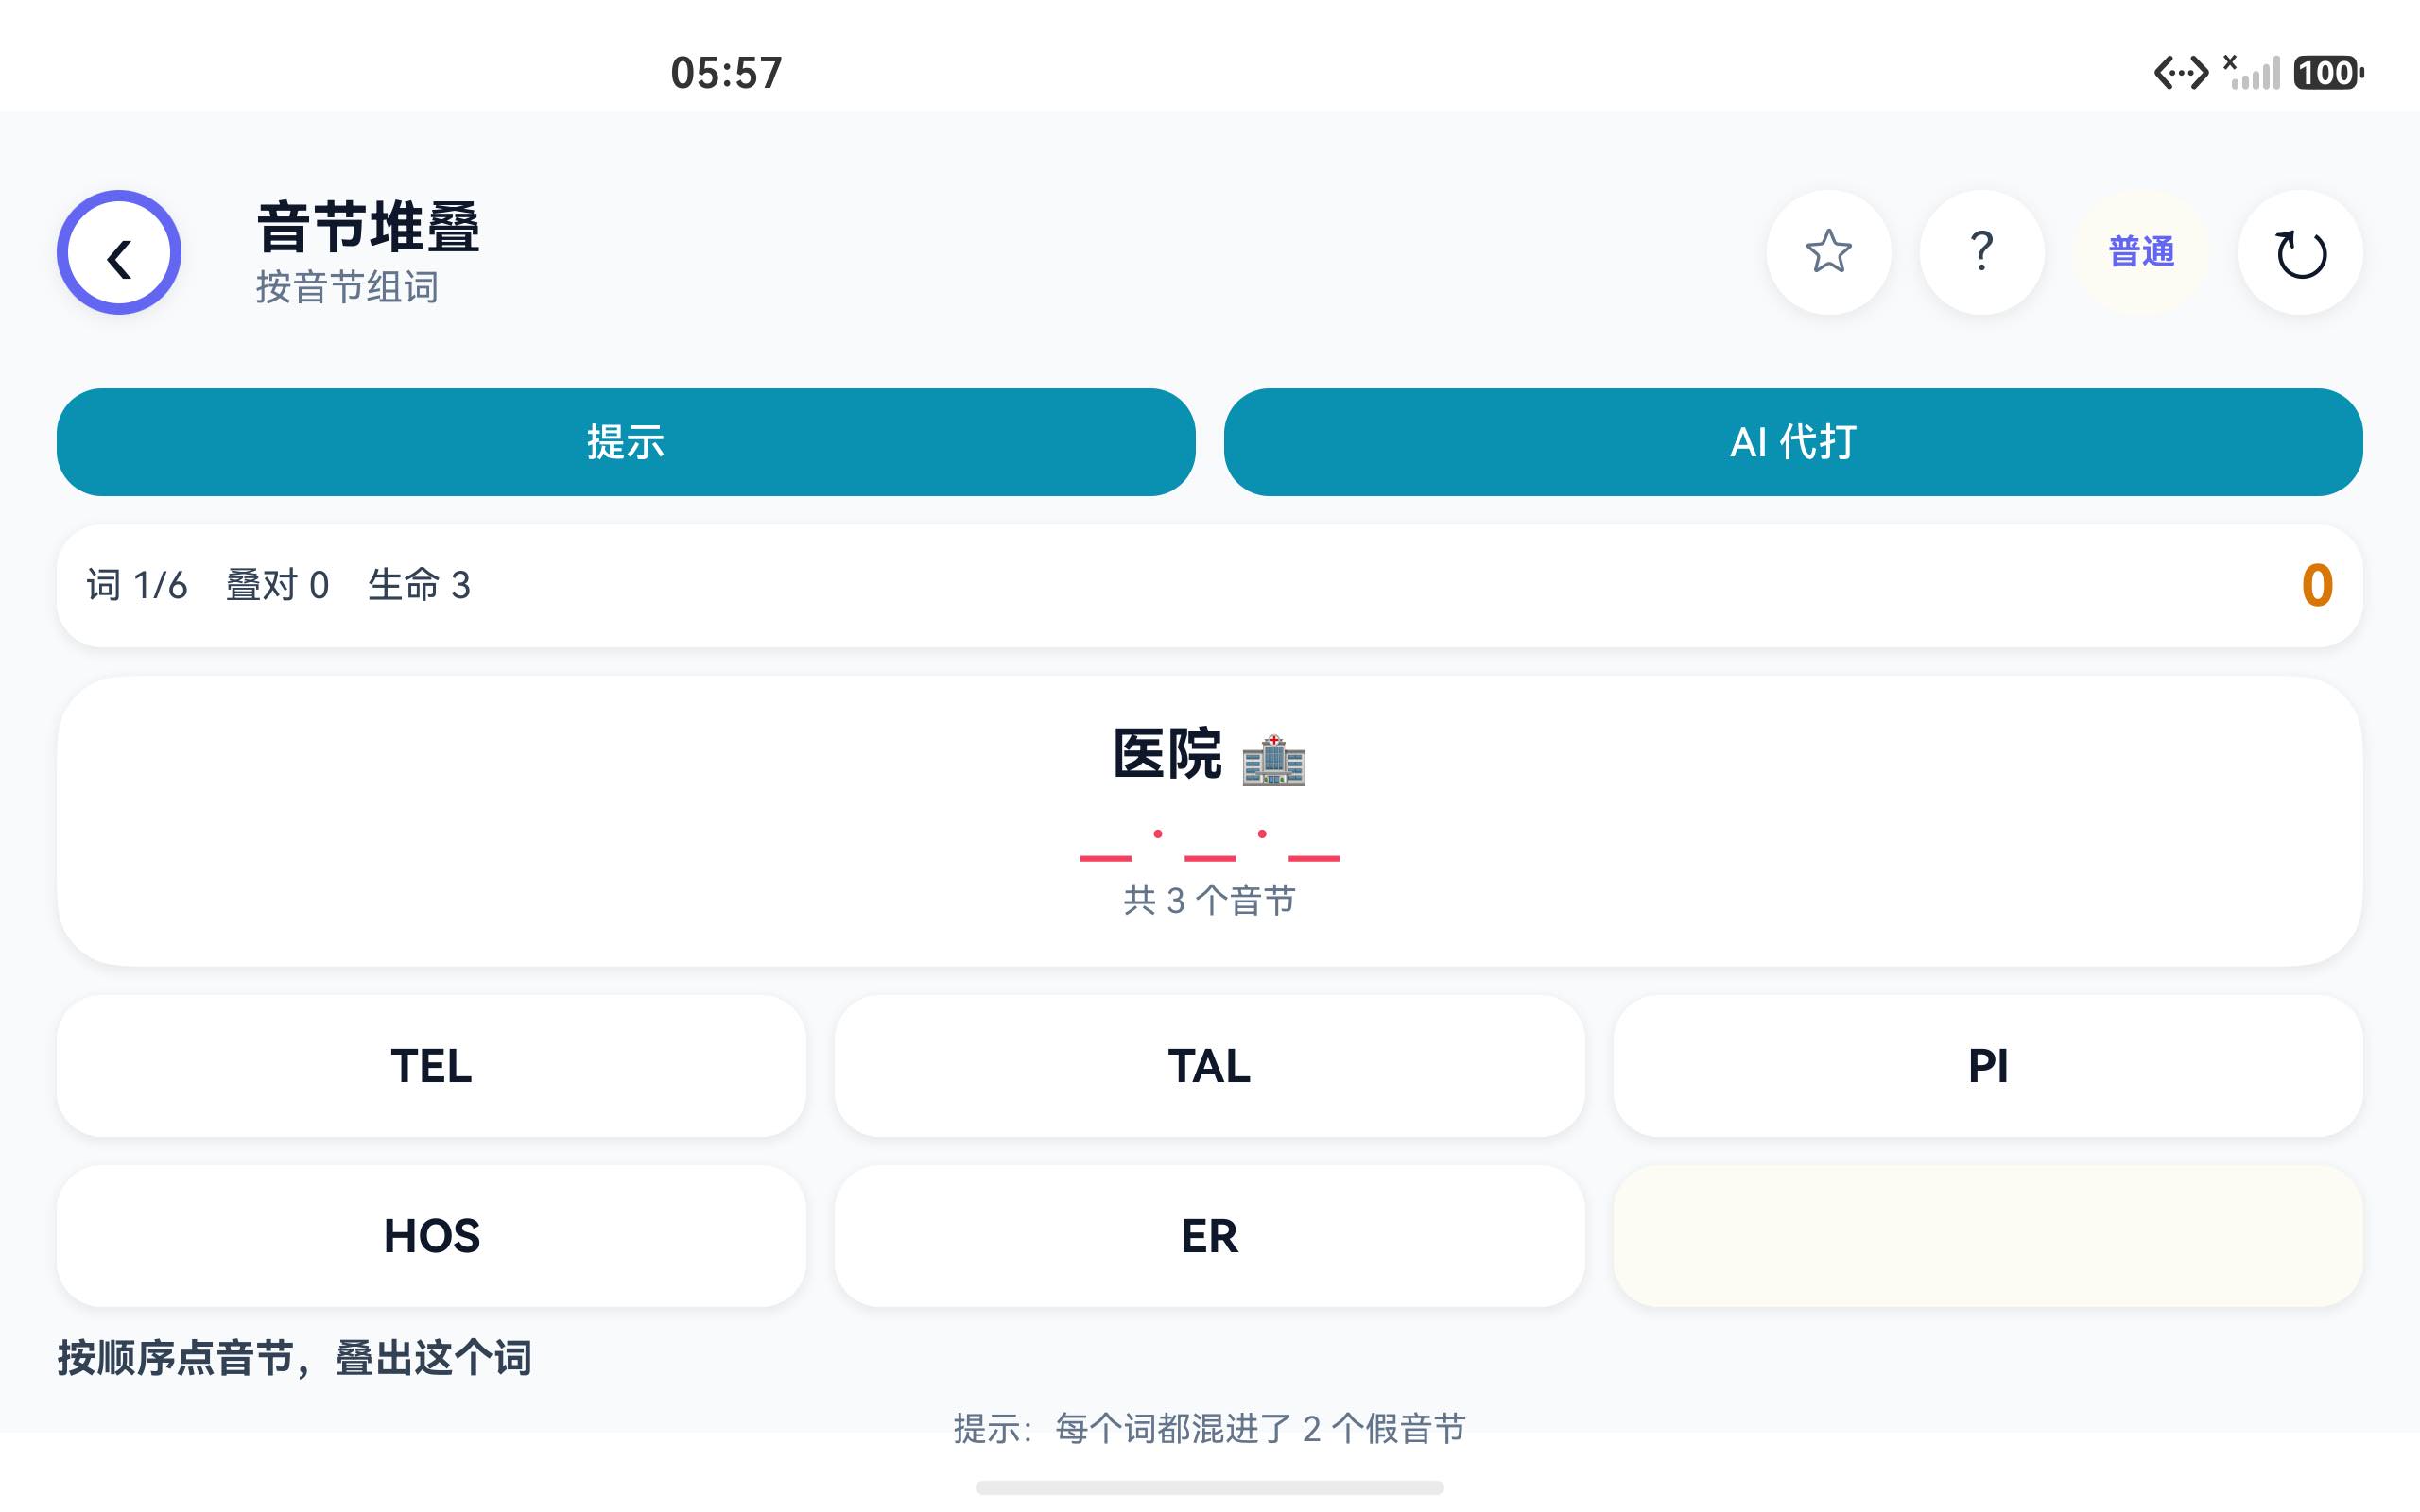 05:57
100
音节堆叠
按音节组词
?
普通
提示
AI 代打
词 1/6 叠对 0 生命 3
0
医院 🏥
_ · _ · _
共 3 个音节
TEL
TAL
PI
HOS
ER
按顺序点音节，叠出这个词
提示：每个词都混进了 2 个假音节